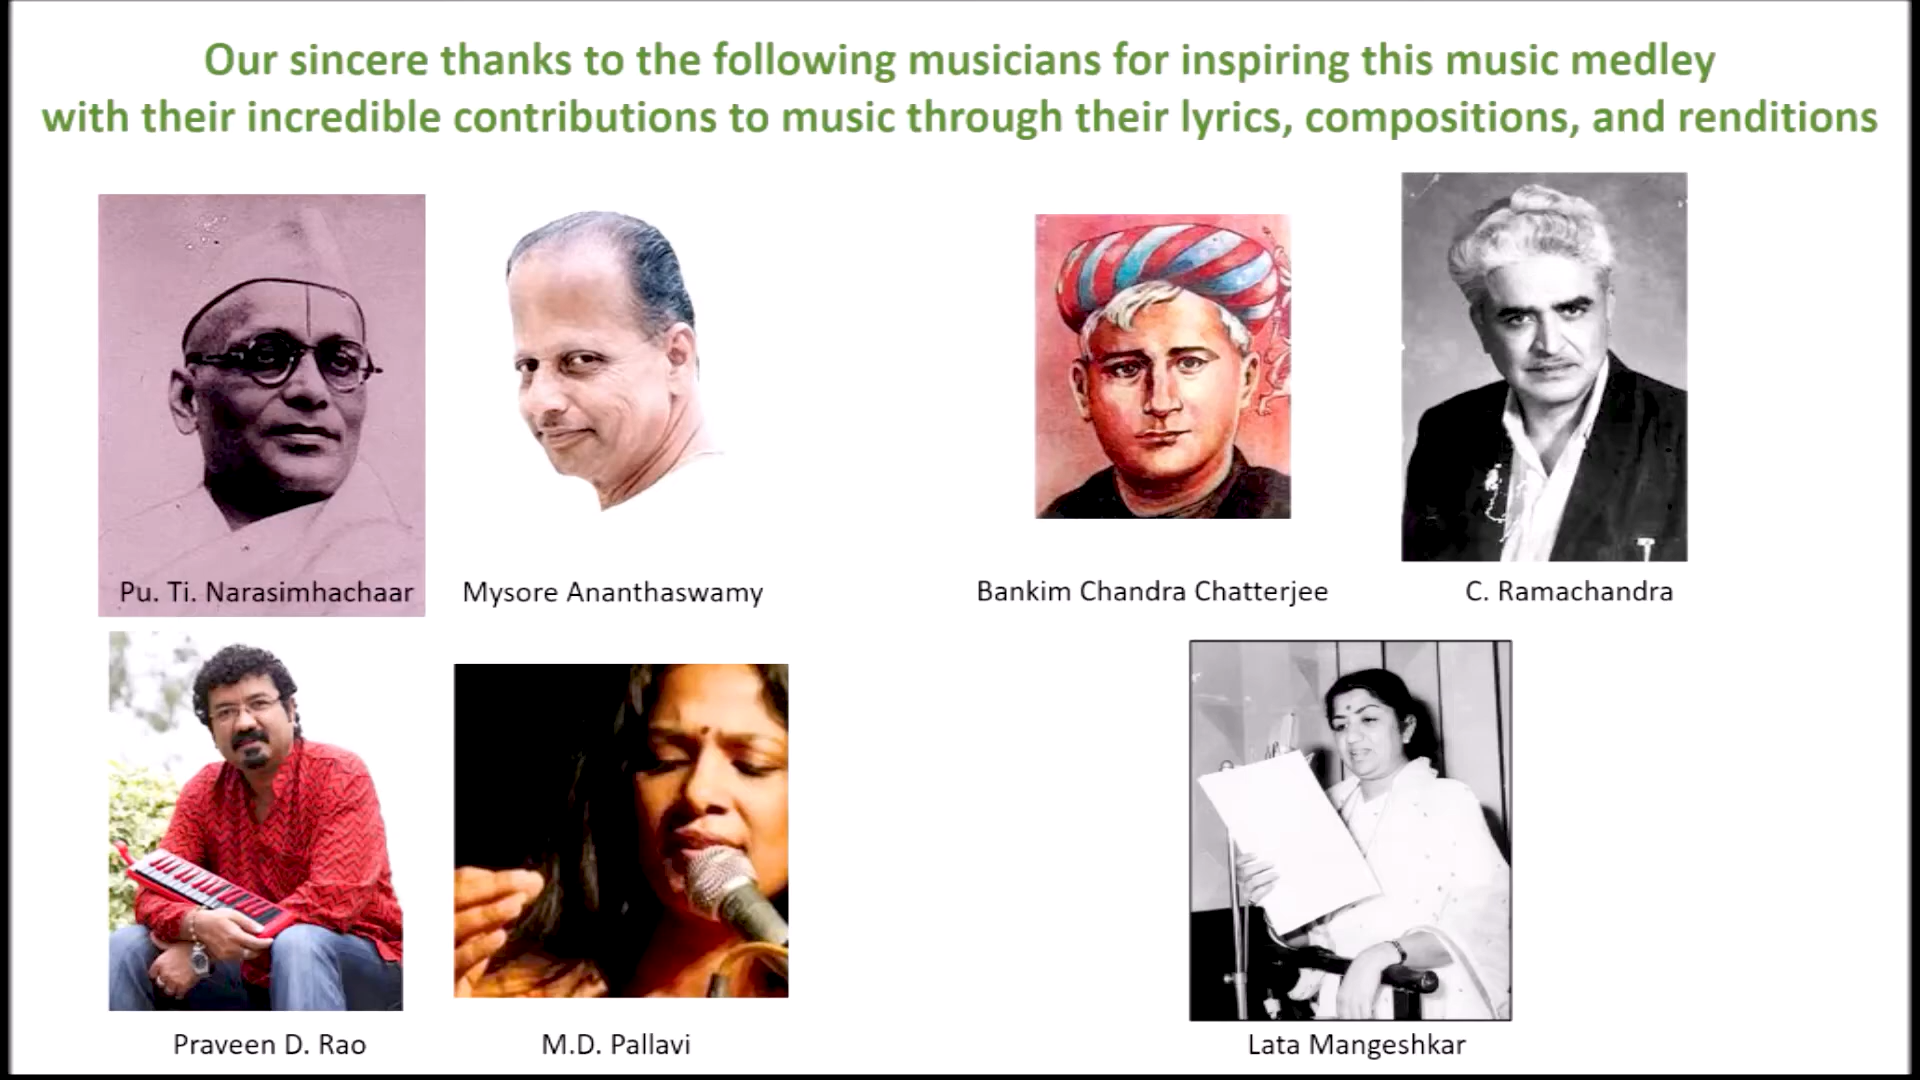 Our sincere thanks to the following musicians for inspiring this music medley
with their incredible contributions to music through their lyrics, compositions, and renditions
Pu. Ti. Narasimhachaar
Mysore Ananthaswamy
Bankim Chandra Chatterjee
C. Ramachandra
Praveen D. Rao
M.D. Pallavi
Lata Mangeshkar